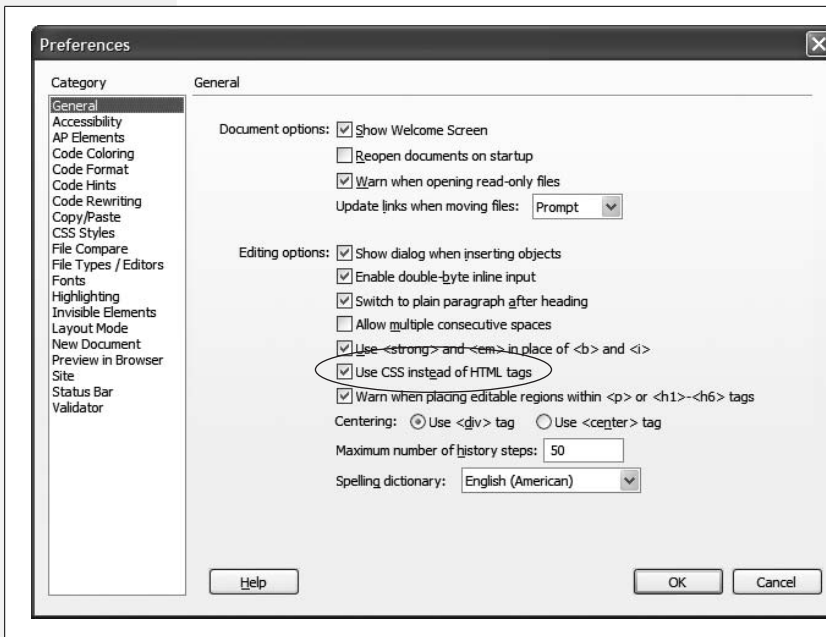 Preferences
Category
General
Accessibility
AP Elements
Code Coloring
Code Format
Code Hints
Code Rewriting
Copy/Paste
CSS Styles
File Compare
File Types / Editors
Fonts
Highlighting
Invisible Elements
Layout Mode
New Document
Preview in Browser
Site
Status Bar
Validator
General
Document options: Show Welcome Screen
Reopen documents on startup
Warn when opening read-only files
Update links when moving files: Prompt
Editing options: Show dialog when inserting objects
Enable double-byte inline input
Switch to plain paragraph after heading
Allow multiple consecutive spaces
Use <strong> and <em> in place of <b> and <i>
Use CSS instead of HTML tags
Warn when placing editable regions within <p> or <h1>-<h6> tags
Centering: Use <div> tag Use <center> tag
Maximum number of history steps: 50
Spelling dictionary: English (American)
Help OK Cancel